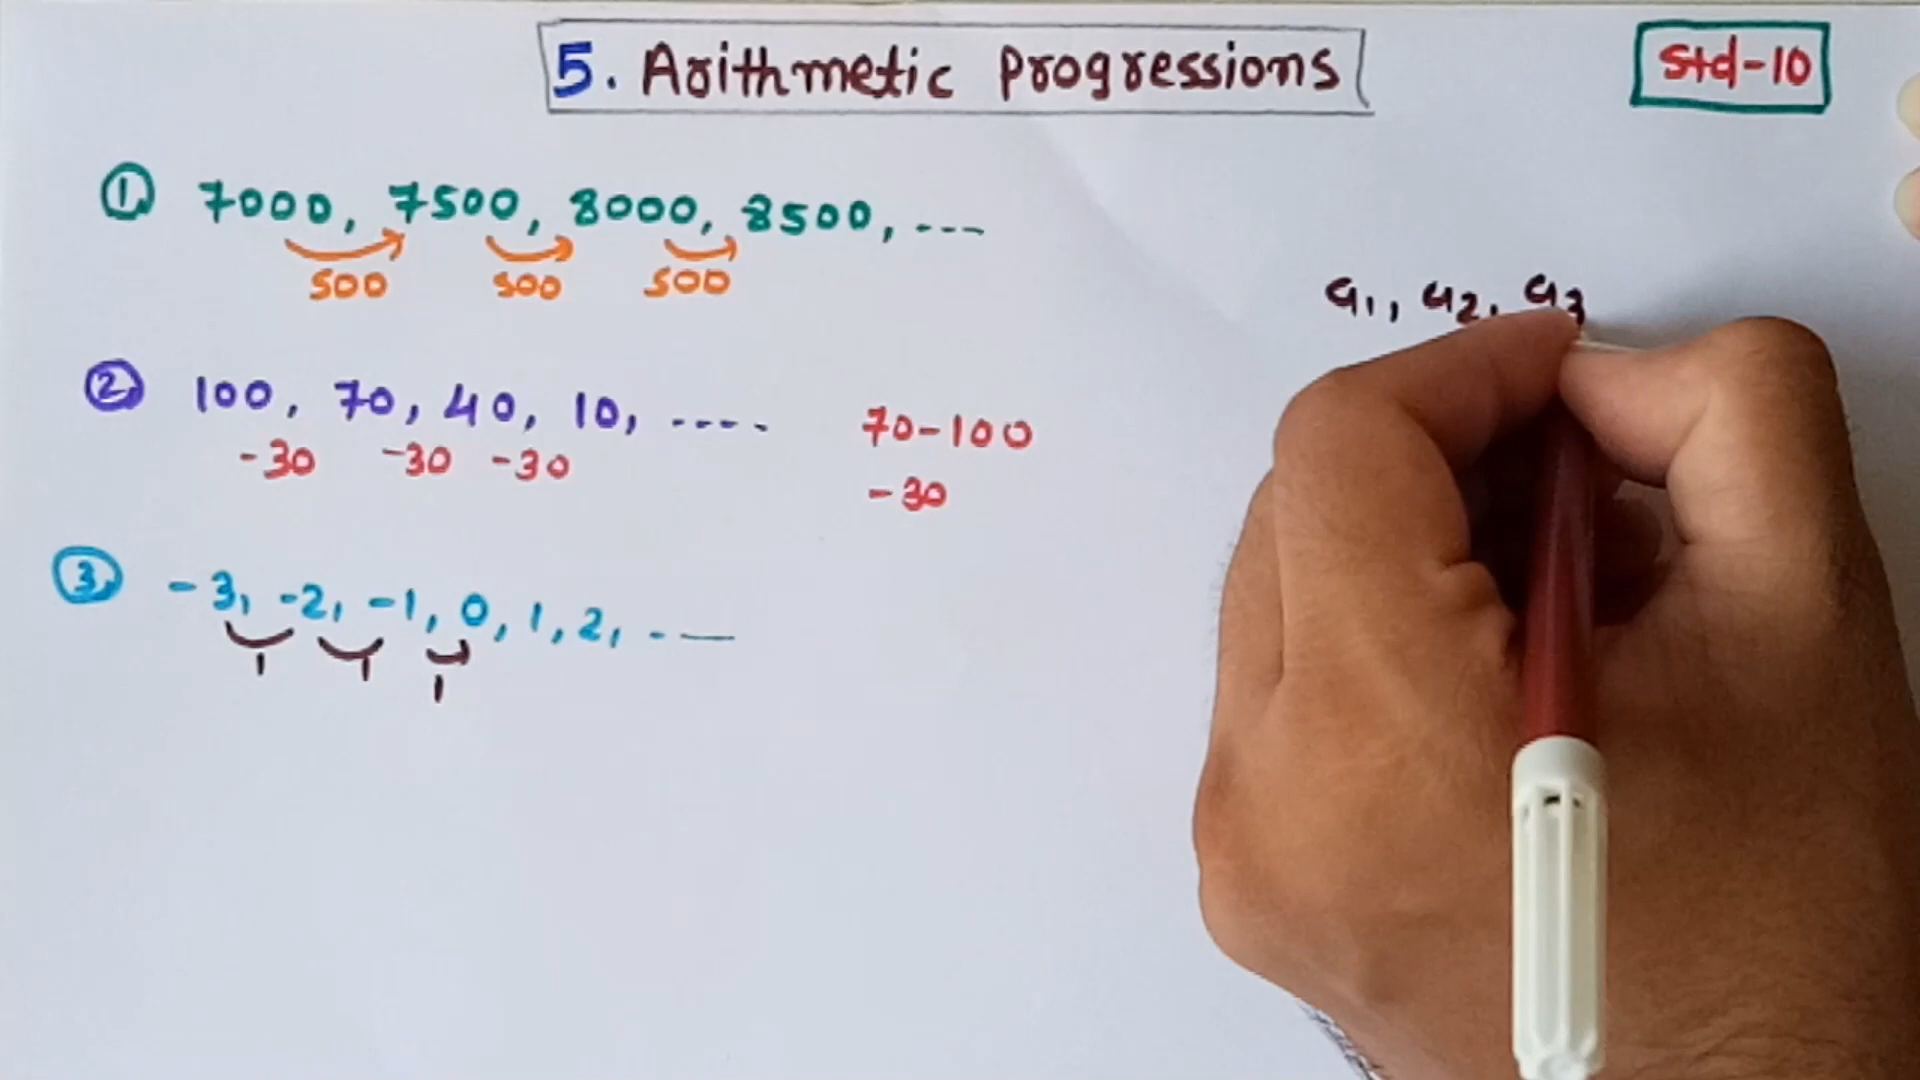 5. Arithmetic Progressions
Std-10
① 7000, 7500, 8000, 8500, ....
500 500 500
a1, a2, a3
② 100, 70, 40, 10, .....
-30 -30 -30
70-100
-30
③ -3, -2, -1, 0, 1, 2, . —
1 1 1